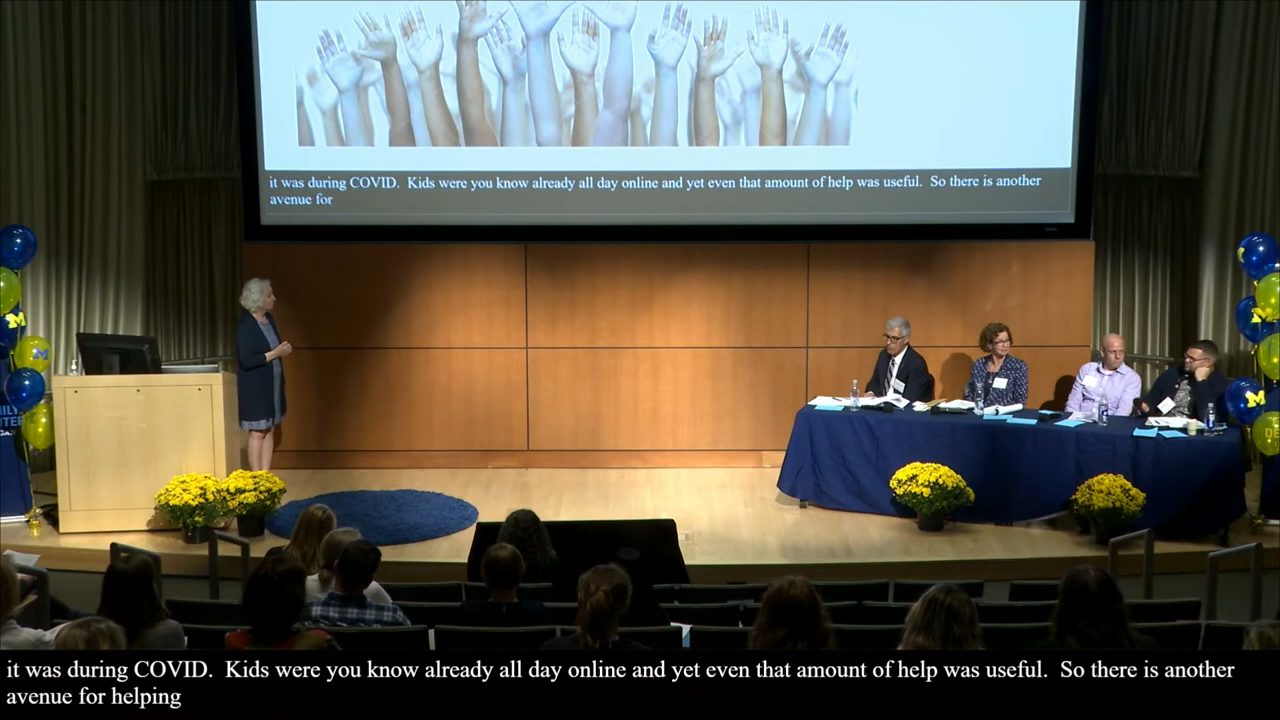 it was during COVID.  Kids were you know already all day online and yet even that amount of help was useful.  So there is another
avenue for
M
M
M
it was during COVID.  Kids were you know already all day online and yet even that amount of help was useful.  So there is another
avenue for helping